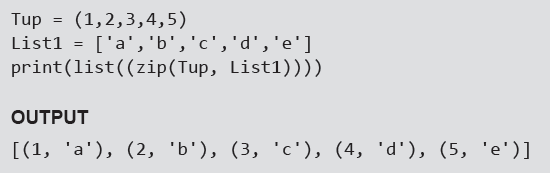 Tup = (1,2,3,4,5)
List1 = ['a','b','c','d','e']
print(list((zip(Tup, List1))))
OUTPUT
[(1, 'a'), (2, 'b'), (3, 'c'), (4, 'd'), (5, 'e')]